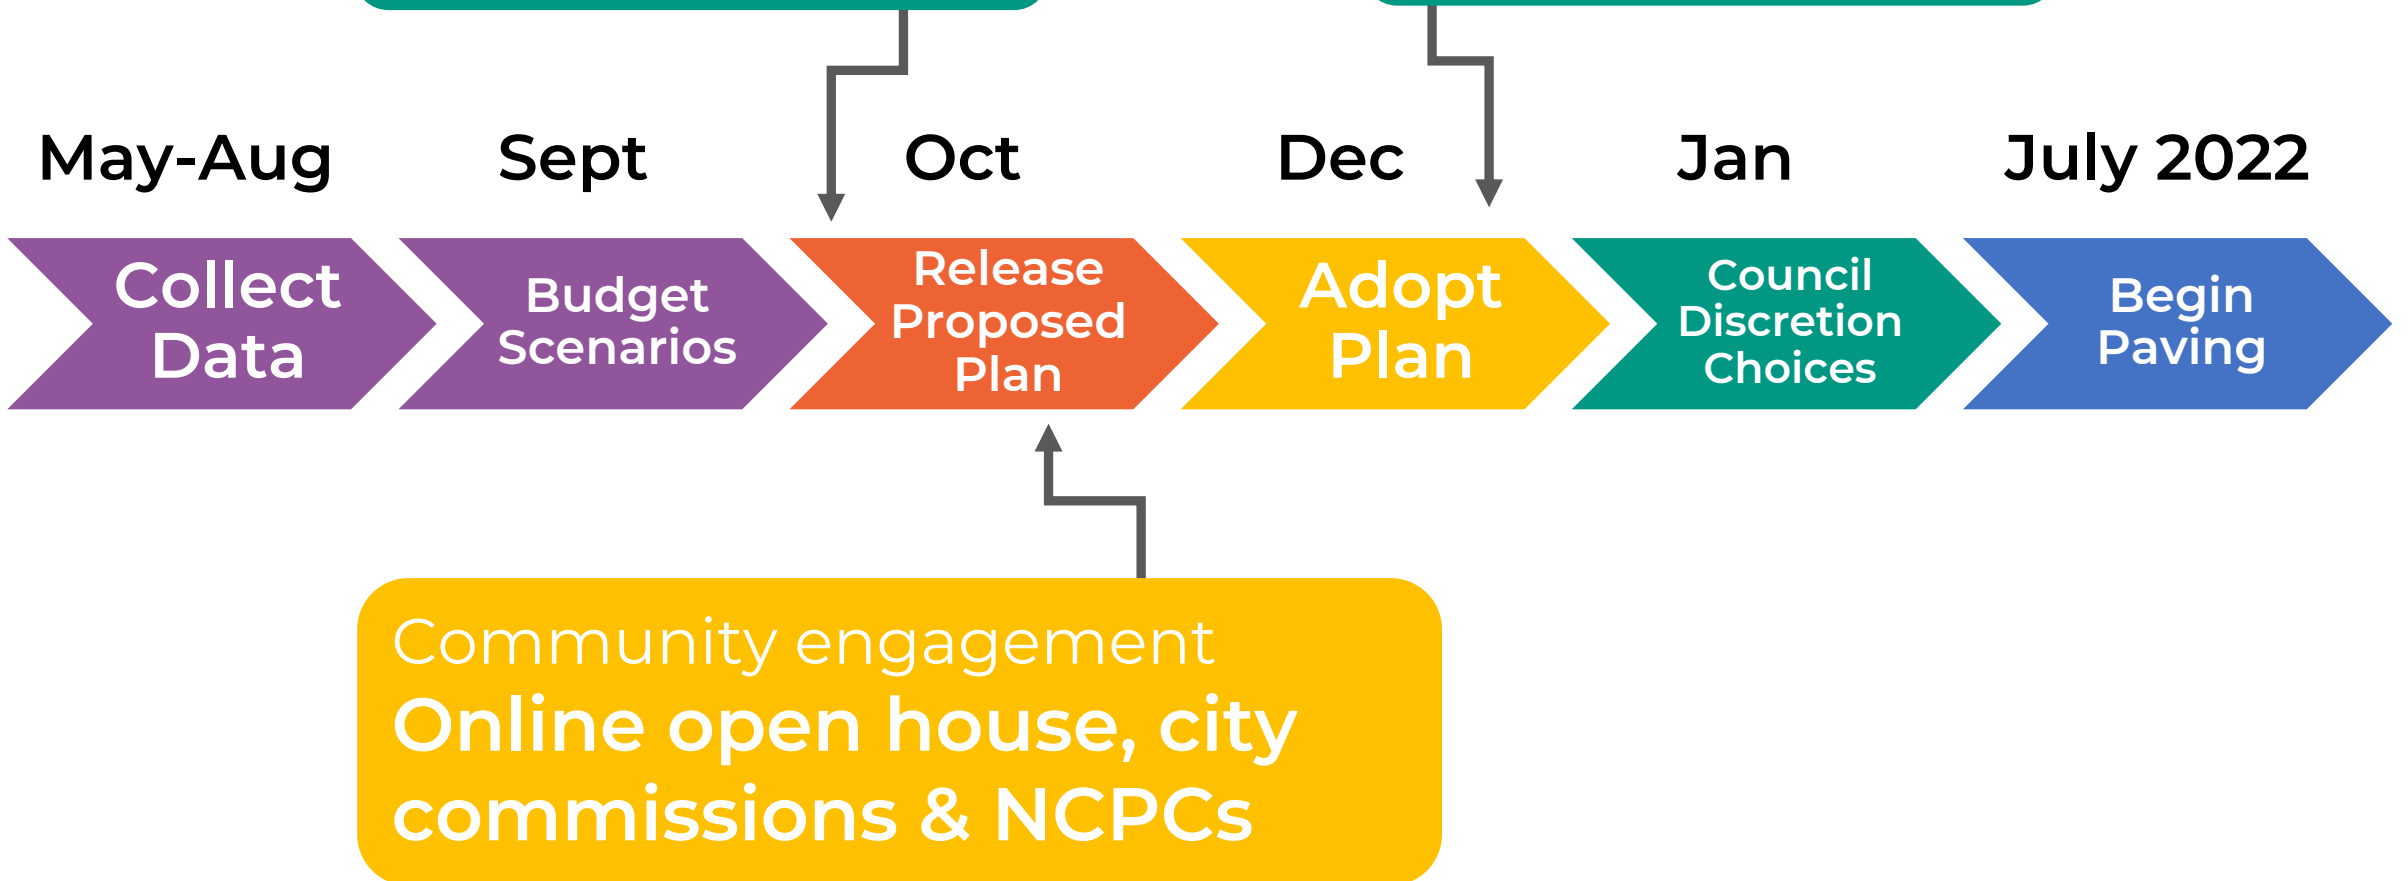 May-Aug
Sept
Oct
Dec
Jan
July 2022
Collect
Data
Budget
Scenarios
Release
Proposed
Plan
Adopt
Plan
Council
Discretion
Choices
Begin
Paving
Community engagement
Online open house, city
commissions & NCPCs